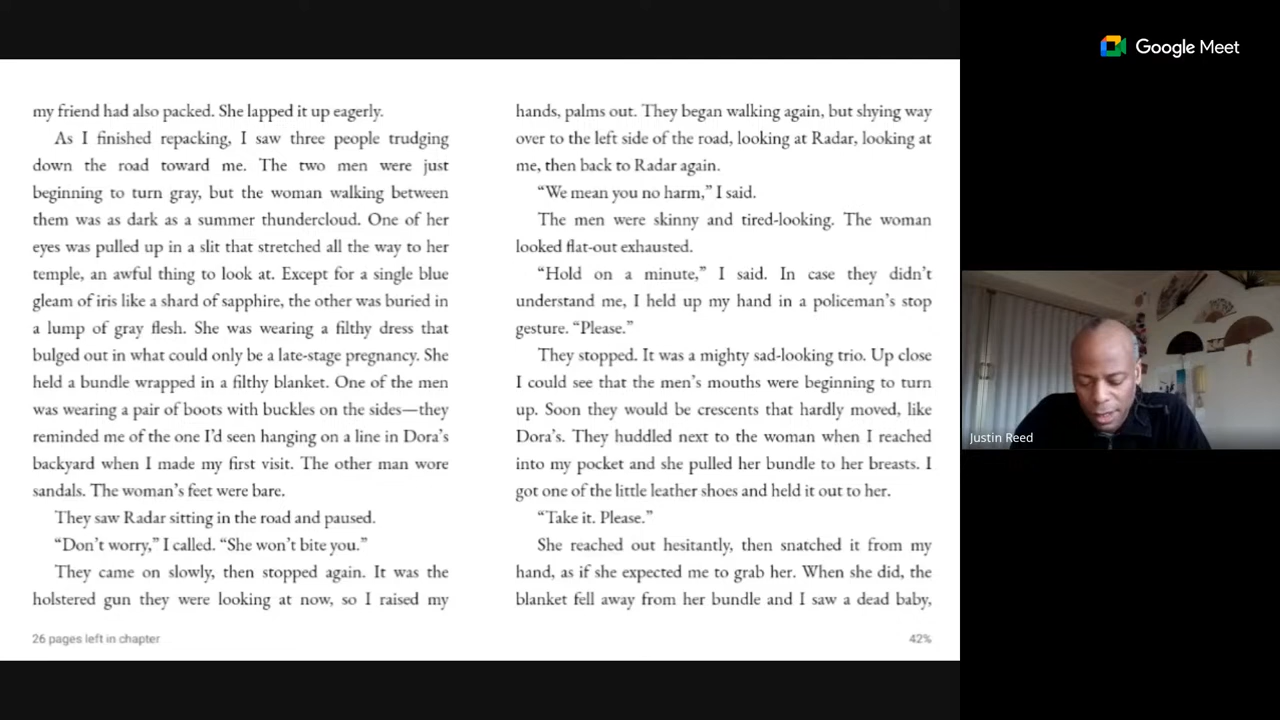 my friend had also packed. She lapped it up eagerly.
As I finished repacking, I saw three people trudging
down the road toward me. The two men were just
beginning to turn gray, but the woman walking between
them was as dark as a summer thundercloud. One of her
eyes was pulled up in a slit that stretched all the way to her
temple, an awful thing to look at. Except for a single blue
gleam of iris like a shard of sapphire, the other was buried in
a lump of gray flesh. She was wearing a filthy dress that
bulged out in what could only be a late-stage pregnancy. She
held a bundle wrapped in a filthy blanket. One of the men
was wearing a pair of boots with buckles on the sides—they
reminded me of the one I’d seen hanging on a line in Dora’s
backyard when I made my first visit. The other man wore
sandals. The woman’s feet were bare.
They saw Radar sitting in the road and paused.
“Don’t worry,” I called. “She won’t bite you.”
They came on slowly, then stopped again. It was the
holstered gun they were looking at now, so I raised my
26 pages left in chapter
hands, palms out. They began walking again, but shying way
over to the left side of the road, looking at Radar, looking at
me, then back to Radar again.
“We mean you no harm,” I said.
The men were skinny and tired-looking. The woman
looked flat-out exhausted.
“Hold on a minute,” I said. In case they didn’t
understand me, I held up my hand in a policeman’s stop
gesture. “Please.”
They stopped. It was a mighty sad-looking trio. Up close
I could see that the men’s mouths were beginning to turn
up. Soon they would be crescents that hardly moved, like
Dora’s. They huddled next to the woman when I reached
into my pocket and she pulled her bundle to her breasts. I
got one of the little leather shoes and held it out to her.
“Take it. Please.”
She reached out hesitantly, then snatched it from my
hand, as if she expected me to grab her. When she did, the
blanket fell away from her bundle and I saw a dead baby,
42%
Google Meet
Justin Reed